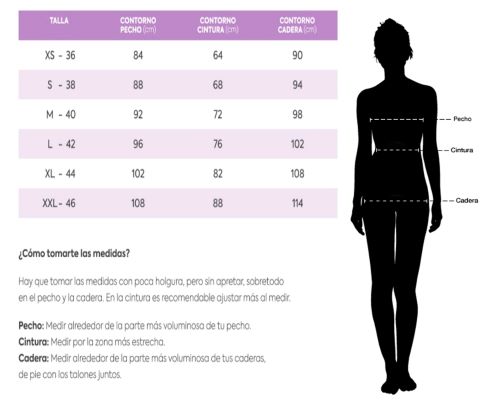 TALLA CONTORNO PECHO (cm) CONTORNO CINTURA (cm) CONTORNO CADERA (cm)
XS - 36 84 64 90
S - 38 88 68 94
M - 40 92 72 98
L - 42 96 76 102
XL - 44 102 82 108
XXL- 46 108 88 114
Pecho
Cintura
Cadera
¿Cómo tomarte las medidas?
Hay que tomar las medidas con poca holgura, pero sin apretar, sobretodo
en el pecho y la cadera. En la cintura es recomendable ajustar más al medir.
Pecho: Medir alrededor de la parte más voluminosa de tu pecho.
Cintura: Medir por la zona más estrecha.
Cadera: Medir alrededor de la parte más voluminosa de tus caderas,
de pie con los talones juntos.